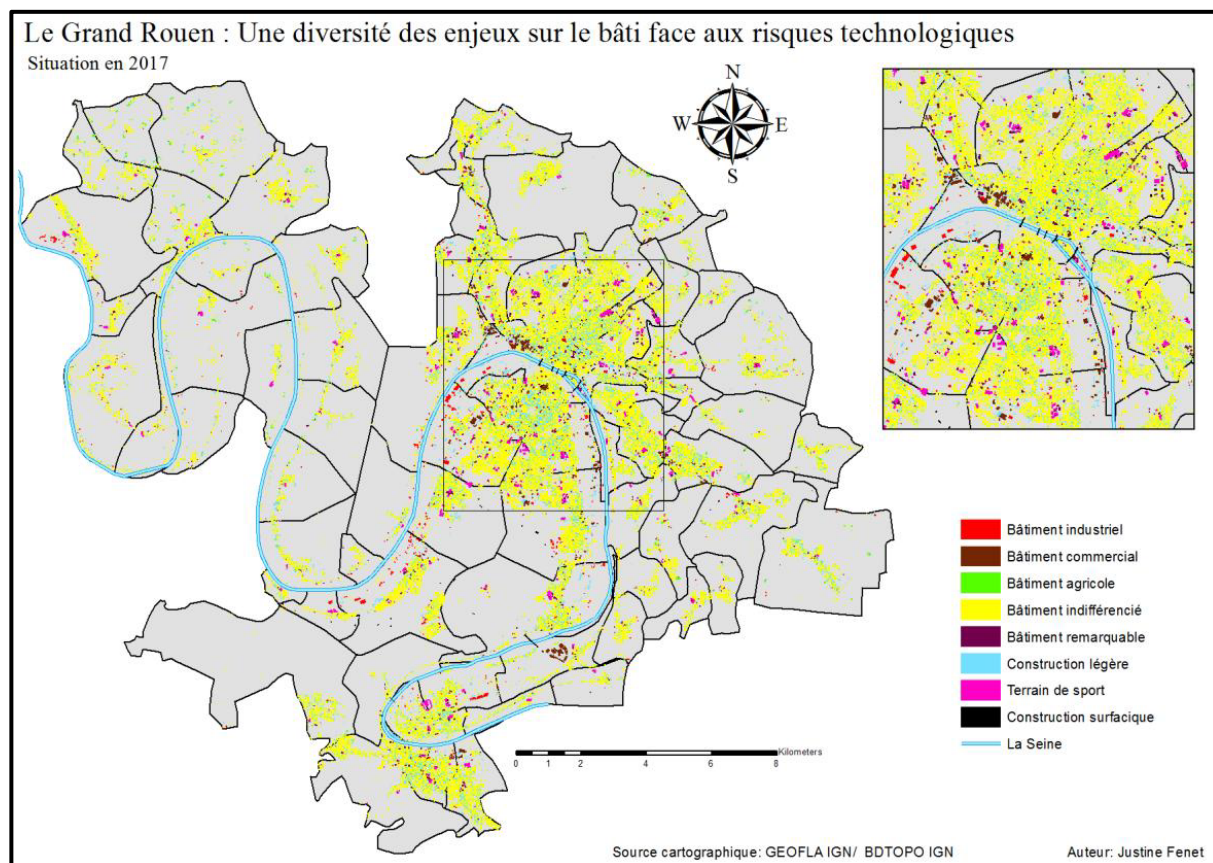 Le Grand Rouen : Une diversité des enjeux sur le bâti face aux risques technologiques
Situation en 2017
N
W E
S
Bâtiment industriel
Bâtiment commercial
Bâtiment agricole
Bâtiment indifférencié
Bâtiment remarquable
Construction légère
Terrain de sport
Construction surfacique
La Seine
Kilometers
0 2 4 6 8
Source cartographique: GEOFLA IGN/ BDTOPO IGN
Auteur: Justine Fenet